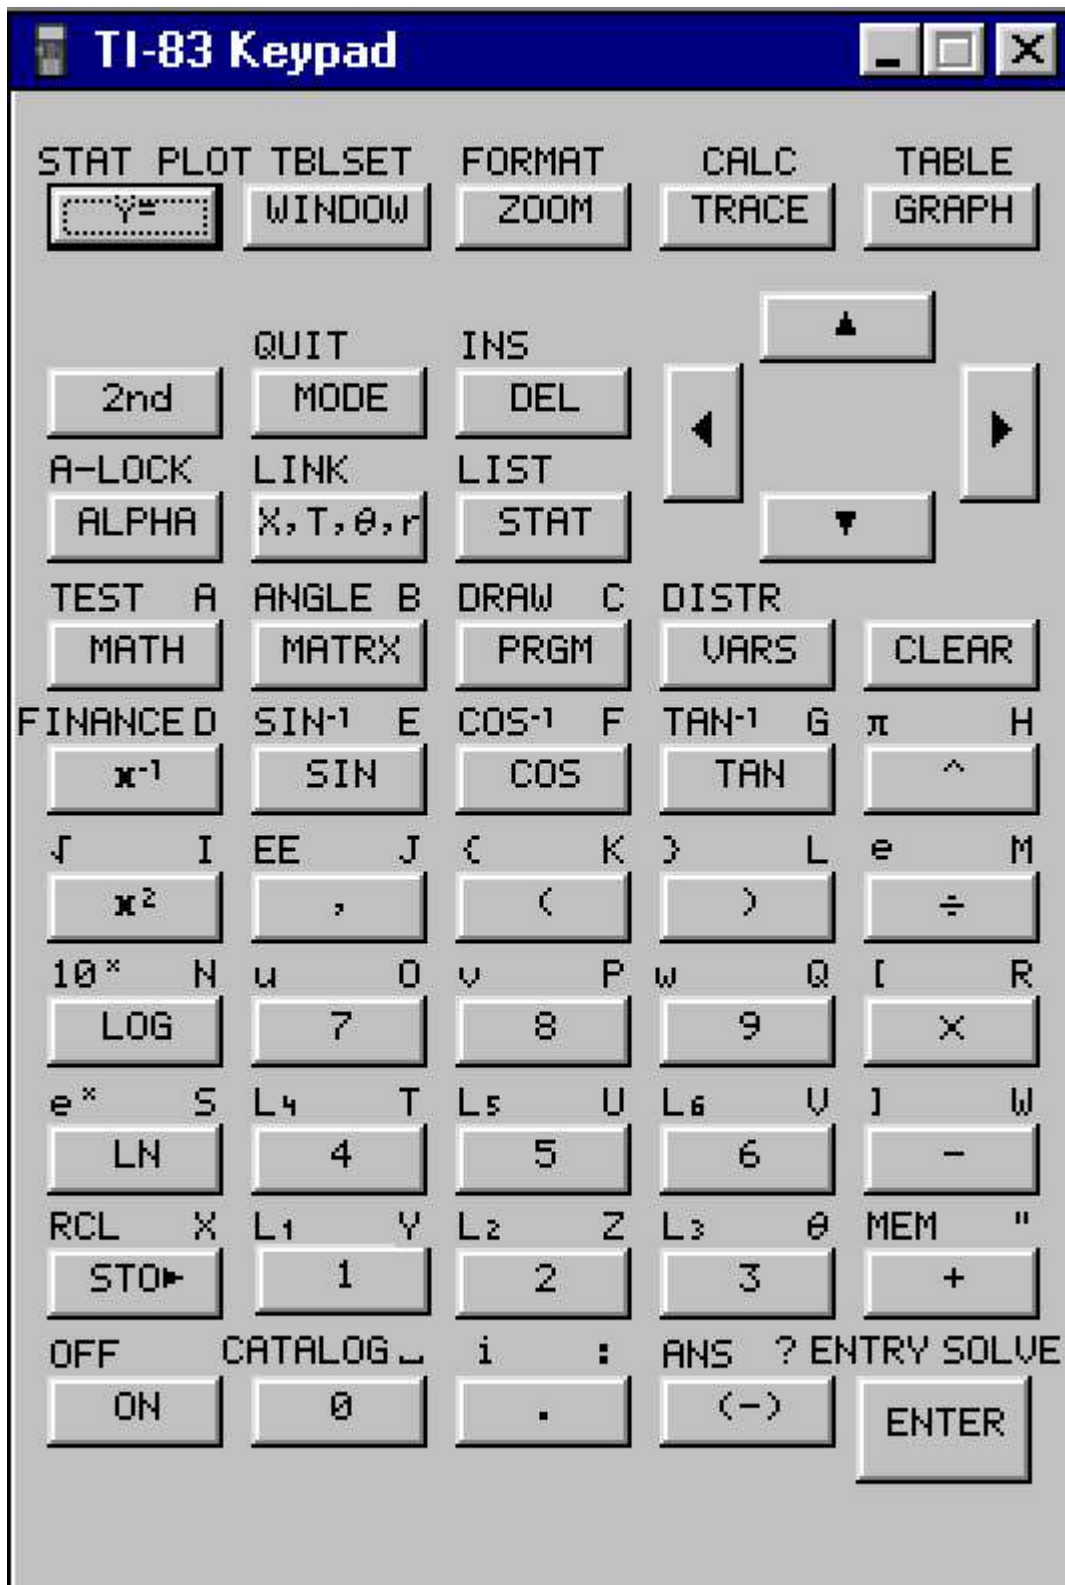 TI-83 Keypad
STAT PLOT TBLSET FORMAT CALC TABLE
Y= WINDOW ZOOM TRACE GRAPH
QUIT INS
2nd MODE DEL
A-LOCK LINK LIST
ALPHA X,T,θ,r STAT
TEST A ANGLE B DRAW C DISTR
MATH MATRX PRGM VARS CLEAR
FINANCE D SIN⁻¹ E COS⁻¹ F TAN⁻¹ G π H
x⁻¹ SIN COS TAN ^
√ I EE J { K } L e M
x² , ( ) ÷
10ˣ N u O v P w Q [ R
LOG 7 8 9 X
eˣ S L₄ T L₅ U L₆ V ] W
LN 4 5 6 -
RCL X L₁ Y L₂ Z L₃ θ MEM "
STO► 1 2 3 +
OFF CATALOG ⎵ i : ANS ? ENTRY SOLVE
ON 0 . (-) ENTER